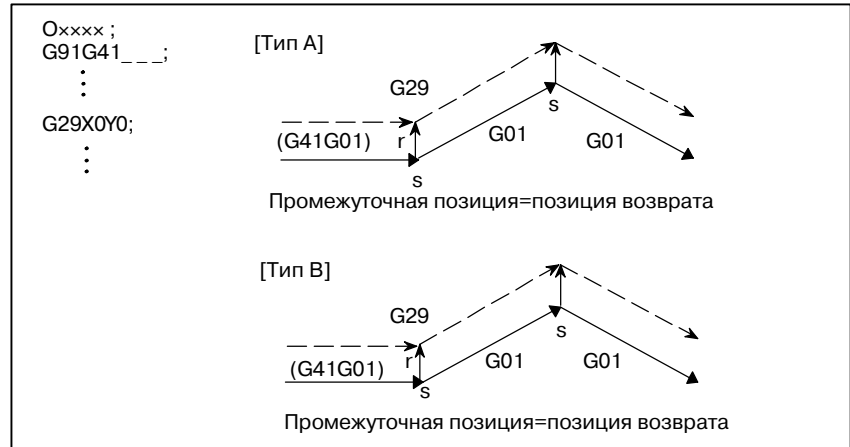 O×××× ;
G91G41_ _ _;
G29X0Y0;
[Тип A]
G29
(G41G01)
r
s
G01
s
G01
Промежуточная позиция=позиция возврата
[Тип B]
G29
(G41G01)
r
s
G01
s
G01
Промежуточная позиция=позиция возврата